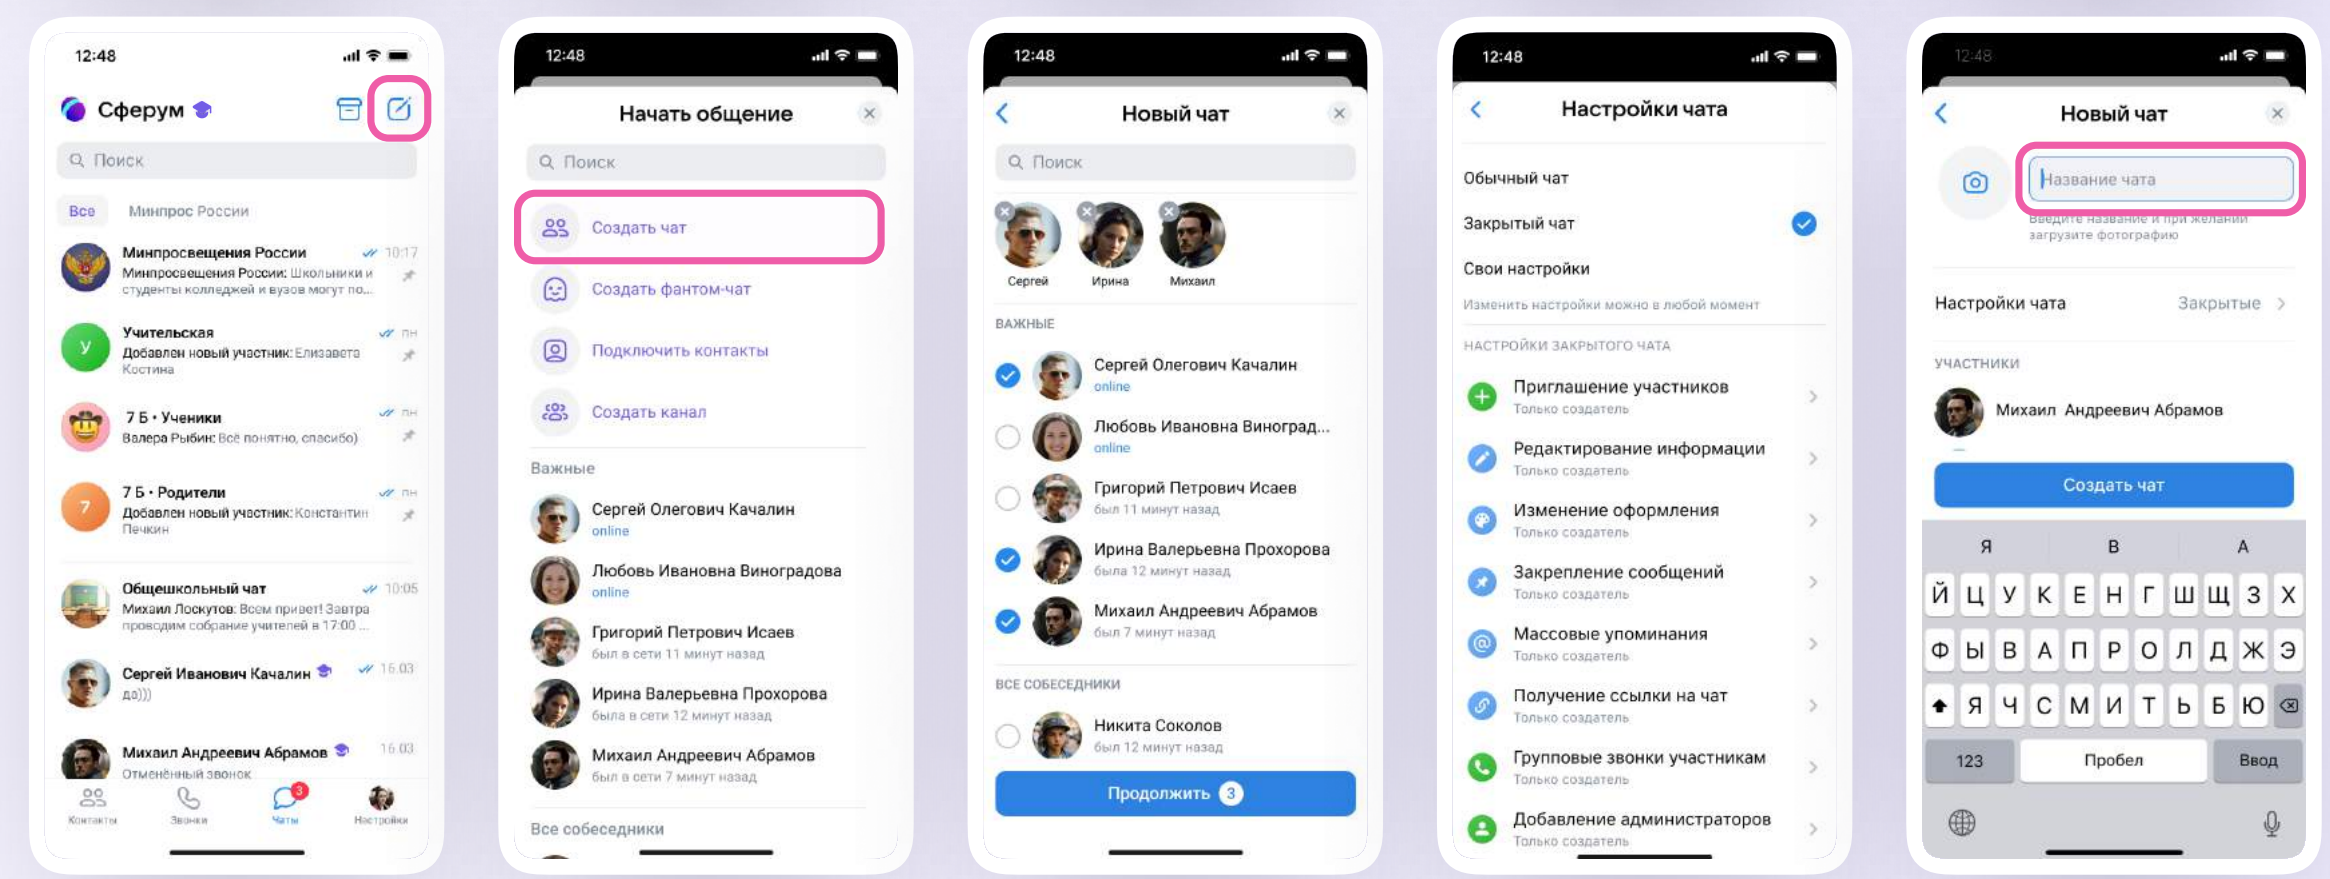 12:48
Сферум
Поиск
Все
Минпрос России
Минпросвещения России
10:17
Минпросвещения России: Школьники и
студенты колледжей и вузов могут по...
У
Учительская
пн
Добавлен новый участник: Елизавета
Костина
7 Б • Ученики
пн
Валера Рыбин: Всё понятно, спасибо)
7
7 Б • Родители
пн
Добавлен новый участник: Константин
Печкин
Общешкольный чат
10:05
Михаил Лоскутов: Всем привет! Завтра
проводим собрание учителей в 17:00 ...
Сергей Иванович Качалин
16.03
да)))
Михаил Андреевич Абрамов
16.03
Отменённый звонок
3
Контакты
Звонки
Чаты
Настройки
12:48
Начать общение
Поиск
Создать чат
Создать фантом-чат
Подключить контакты
Создать канал
Важные
Сергей Олегович Качалин
online
Любовь Ивановна Виноградова
online
Григорий Петрович Исаев
был в сети 11 минут назад
Ирина Валерьевна Прохорова
была в сети 12 минут назад
Михаил Андреевич Абрамов
был в сети 7 минут назад
Все собеседники
12:48
Новый чат
Поиск
Сергей
Ирина
Михаил
ВАЖНЫЕ
Сергей Олегович Качалин
online
Любовь Ивановна Виноград...
online
Григорий Петрович Исаев
был 11 минут назад
Ирина Валерьевна Прохорова
была 12 минут назад
Михаил Андреевич Абрамов
был 7 минут назад
ВСЕ СОБЕСЕДНИКИ
Никита Соколов
был 12 минут назад
Продолжить 3
12:48
Настройки чата
Обычный чат
Закрытый чат
Свои настройки
Изменить настройки можно в любой момент
НАСТРОЙКИ ЗАКРЫТОГО ЧАТА
Приглашение участников
Только создатель
Редактирование информации
Только создатель
Изменение оформления
Только создатель
Закрепление сообщений
Только создатель
Массовые упоминания
Только создатель
Получение ссылки на чат
Только создатель
Групповые звонки участникам
Только создатель
Добавление администраторов
Только создатель
12:48
Новый чат
Название чата
Введите название и при желании
загрузите фотографию
Настройки чата
Закрытые
УЧАСТНИКИ
Михаил Андреевич Абрамов
Создать чат
Я В А
Й Ц У К Е Н Г Ш Щ З Х
Ф Ы В А П Р О Л Д Ж Э
Я Ч С М И Т Ь Б Ю
123 Пробел Ввод